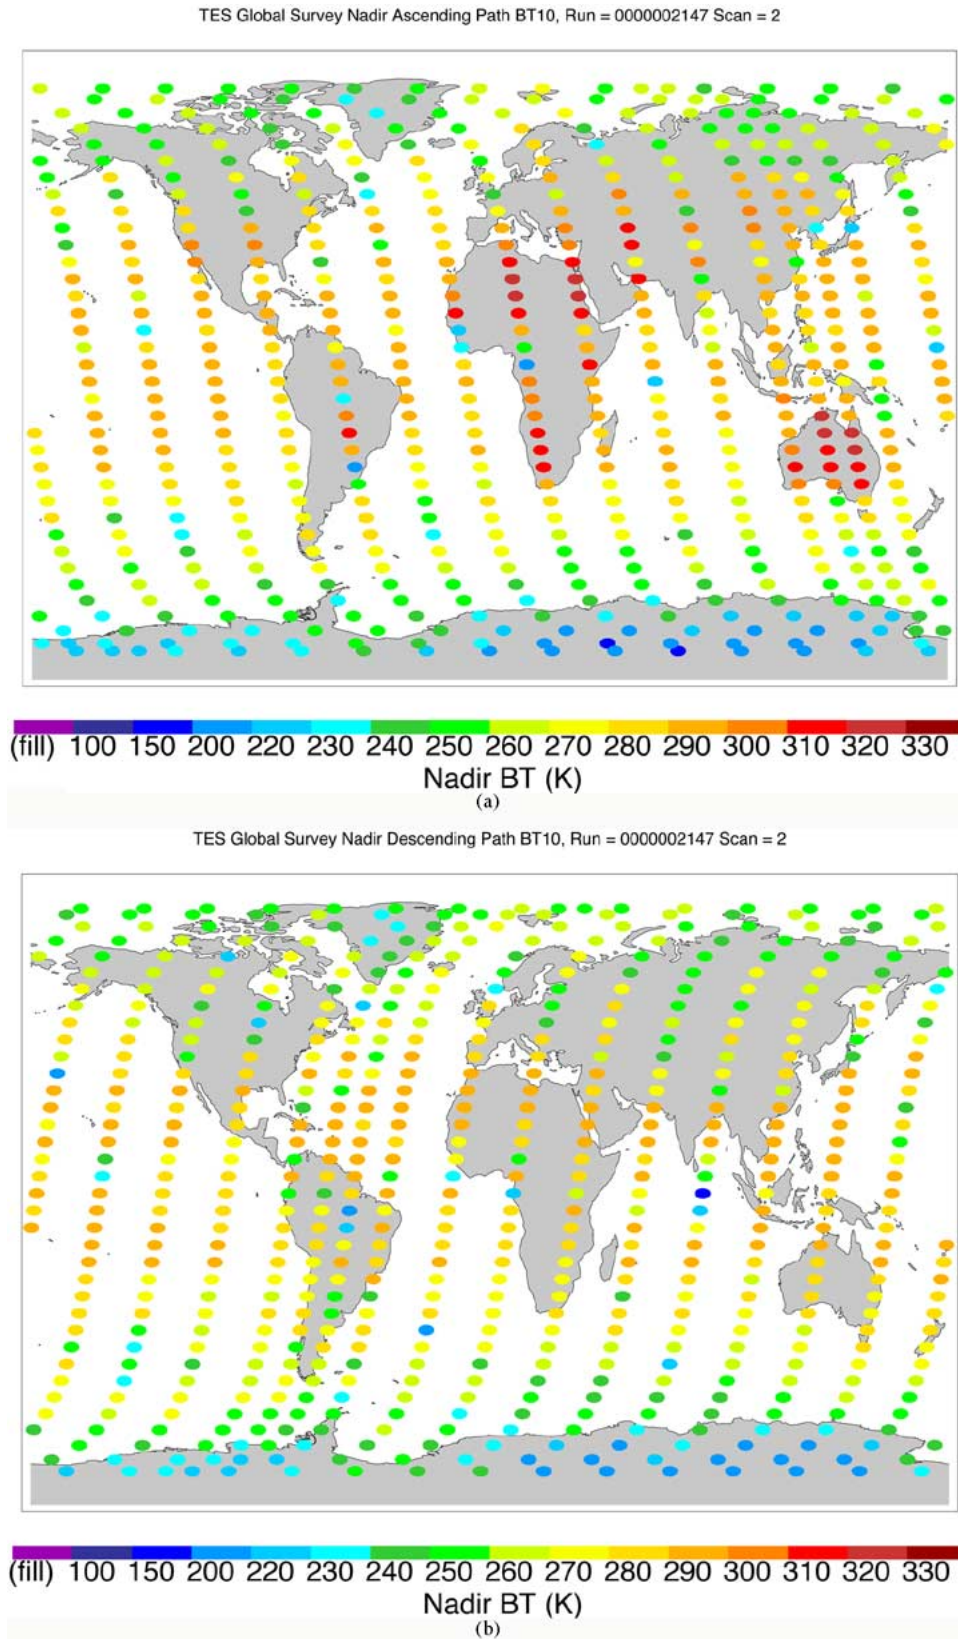 TES Global Survey Nadir Ascending Path BT10, Run = 0000002147 Scan = 2
(fill) 100 150 200 220 230 240 250 260 270 280 290 300 310 320 330
Nadir BT (K)
(a)
TES Global Survey Nadir Descending Path BT10, Run = 0000002147 Scan = 2
(fill) 100 150 200 220 230 240 250 260 270 280 290 300 310 320 330
Nadir BT (K)
(b)